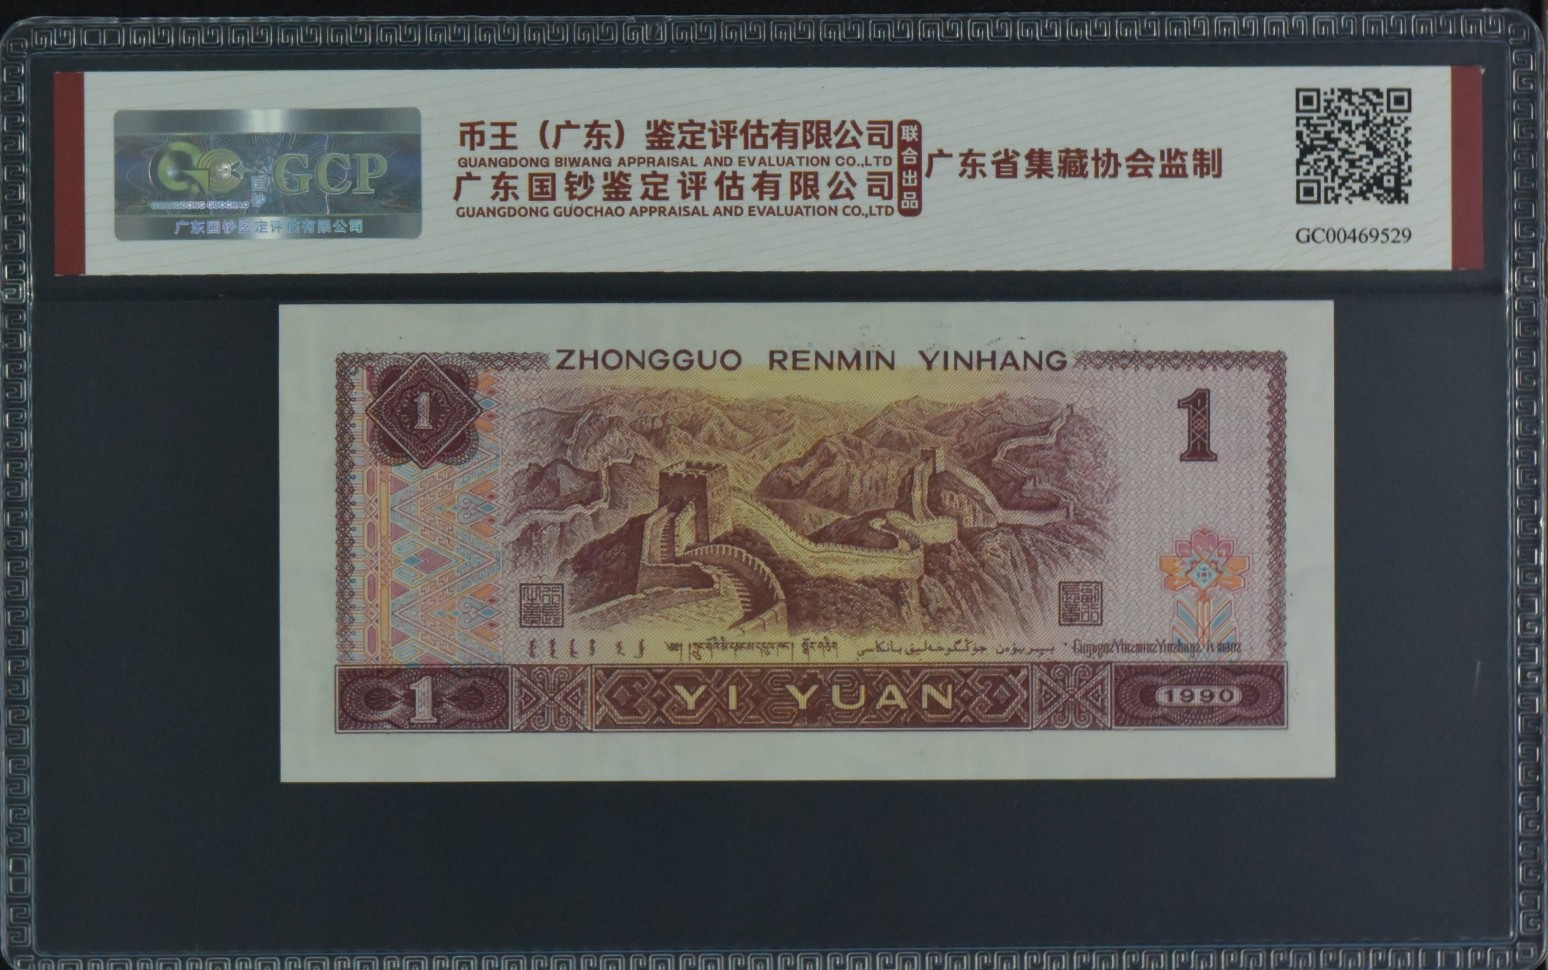 币王（广东）鉴定评估有限公司
GUANGDONG BIWANG APPRAISAL AND EVALUATION CO.,LTD
广东国钞鉴定评估有限公司
GUANGDONG GUOCHAO APPRAISAL AND EVALUATION CO.,LTD
联合出品
广东省集藏协会监制
GCP
GUANGDONG GUOCHAO
广东国钞鉴定评估有限公司
GC00469529
ZHONGGUO RENMIN YINHANG
1
1
1 YI YUAN 1990